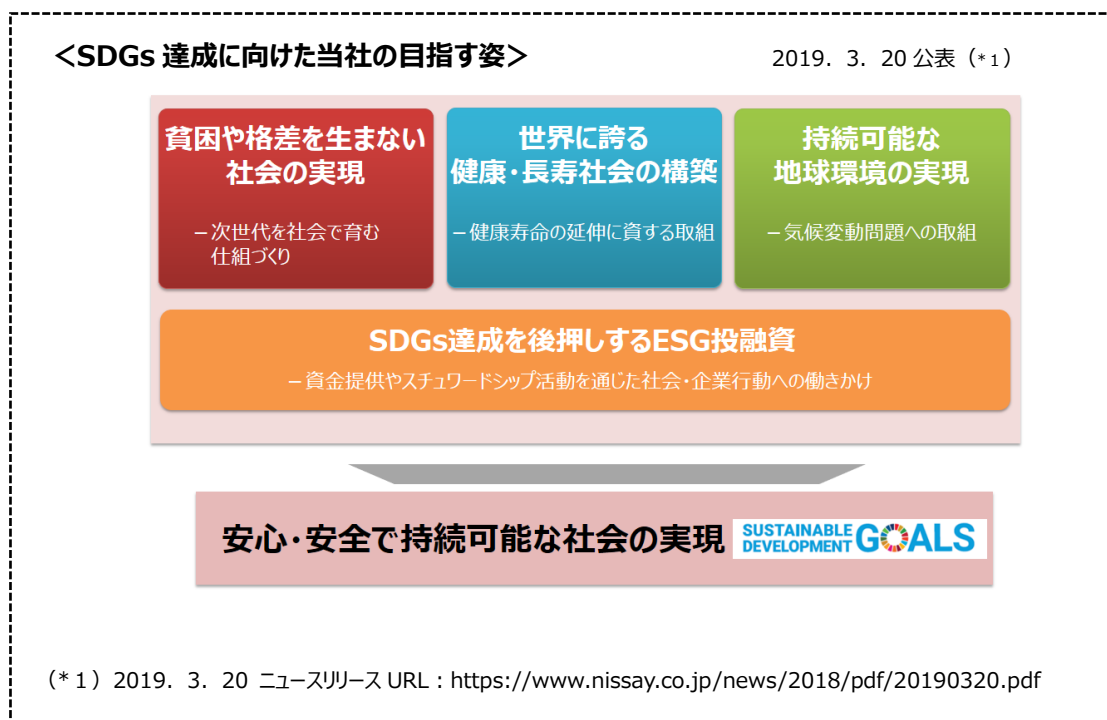 ＜SDGs 達成に向けた当社の目指す姿＞
2019．3．20 公表（*1）
貧困や格差を生まない
社会の実現
－次世代を社会で育む
仕組づくり
世界に誇る
健康・長寿社会の構築
－健康寿命の延伸に資する取組
持続可能な
地球環境の実現
－気候変動問題への取組
SDGs達成を後押しするESG投融資
－資金提供やスチュワードシップ活動を通じた社会・企業行動への働きかけ
安心・安全で持続可能な社会の実現
SUSTAINABLE
DEVELOPMENT GOALS
（*1）2019．3．20 ニュースリリース URL：https://www.nissay.co.jp/news/2018/pdf/20190320.pdf